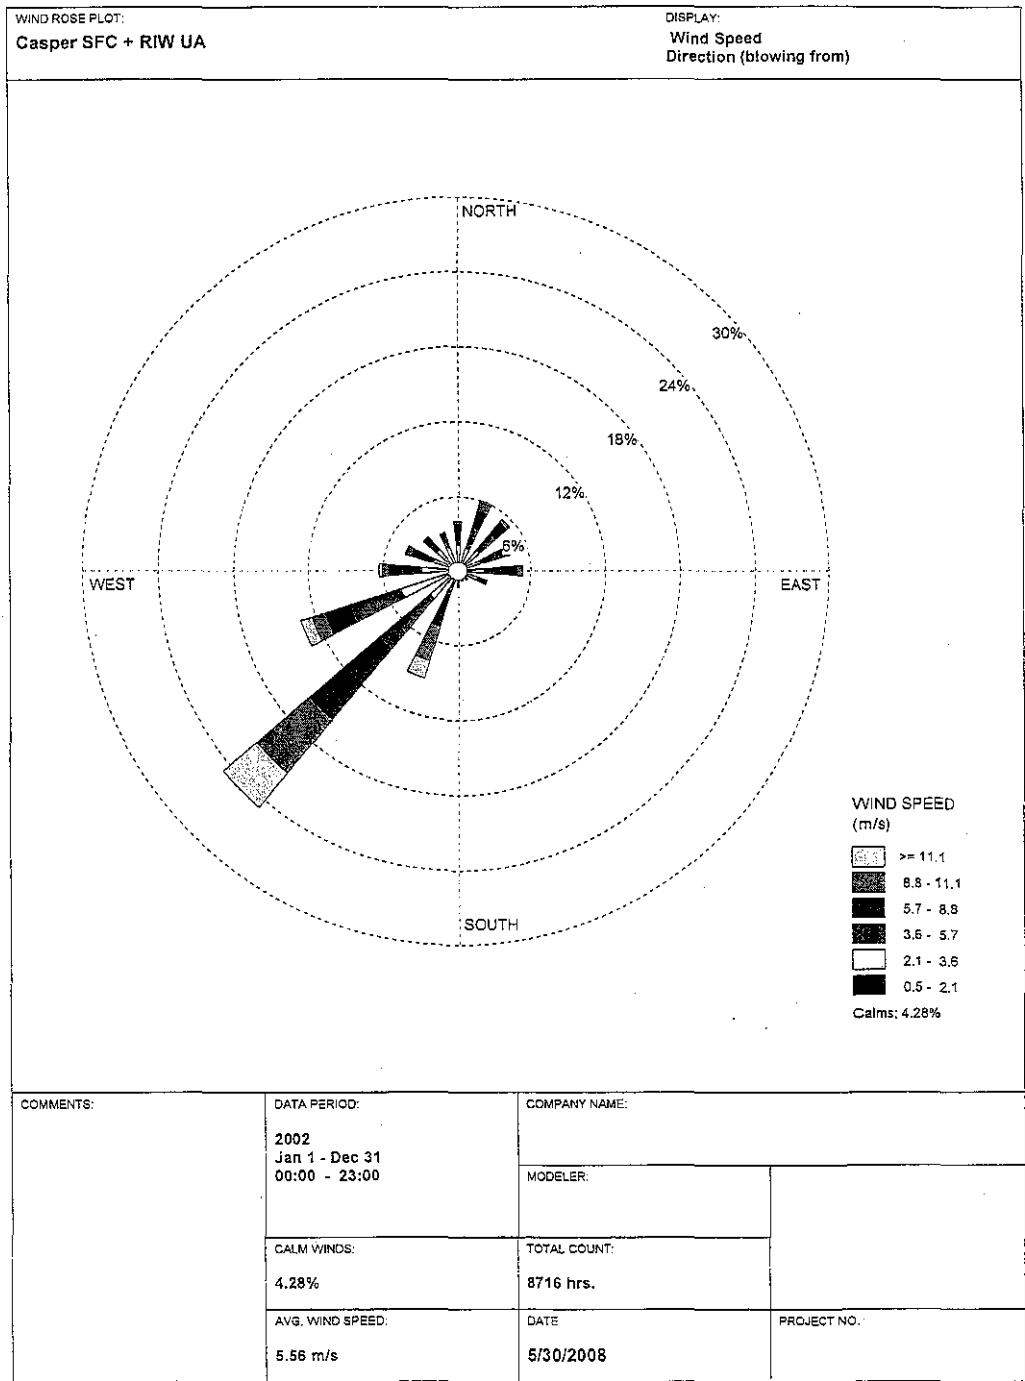 WIND ROSE PLOT:
Casper SFC + RIW UA
DISPLAY:
Wind Speed
Direction (blowing from)
NORTH
30%
24%
18%
12%
6%
WEST
EAST
SOUTH
WIND SPEED
(m/s)
>= 11.1
8.8 - 11.1
5.7 - 8.8
3.6 - 5.7
2.1 - 3.6
0.5 - 2.1
Calms: 4.28%
COMMENTS:
DATA PERIOD:
2002
Jan 1 - Dec 31
00:00 - 23:00
COMPANY NAME:
MODELER:
CALM WINDS:
4.28%
TOTAL COUNT:
8716 hrs.
AVG. WIND SPEED:
5.56 m/s
DATE
5/30/2008
PROJECT NO.: